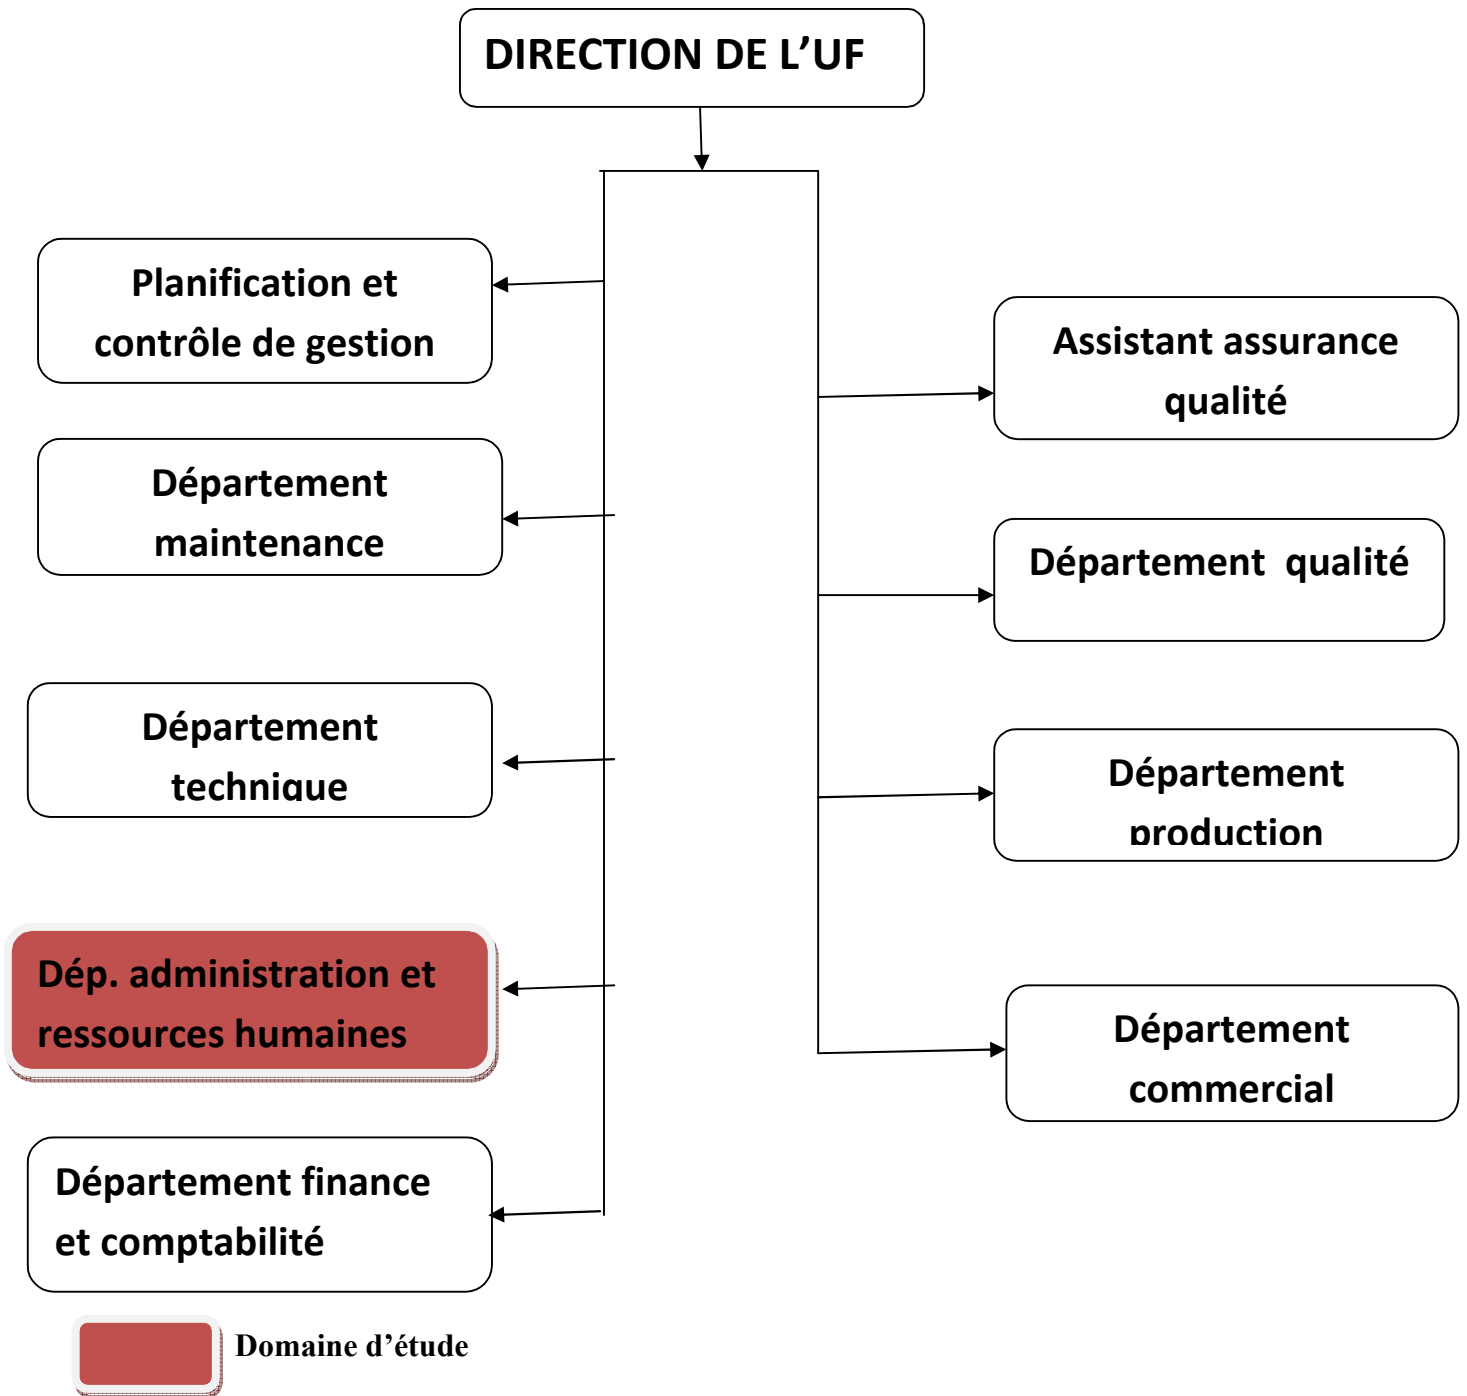 DIRECTION DE L’UF
Planification et
contrôle de gestion
Assistant assurance
qualité
Département
maintenance
Département  qualité
Département
technique
Département
production
Dép. administration et
ressources humaines
Département
commercial
Département finance
et comptabilité
Domaine d’étude